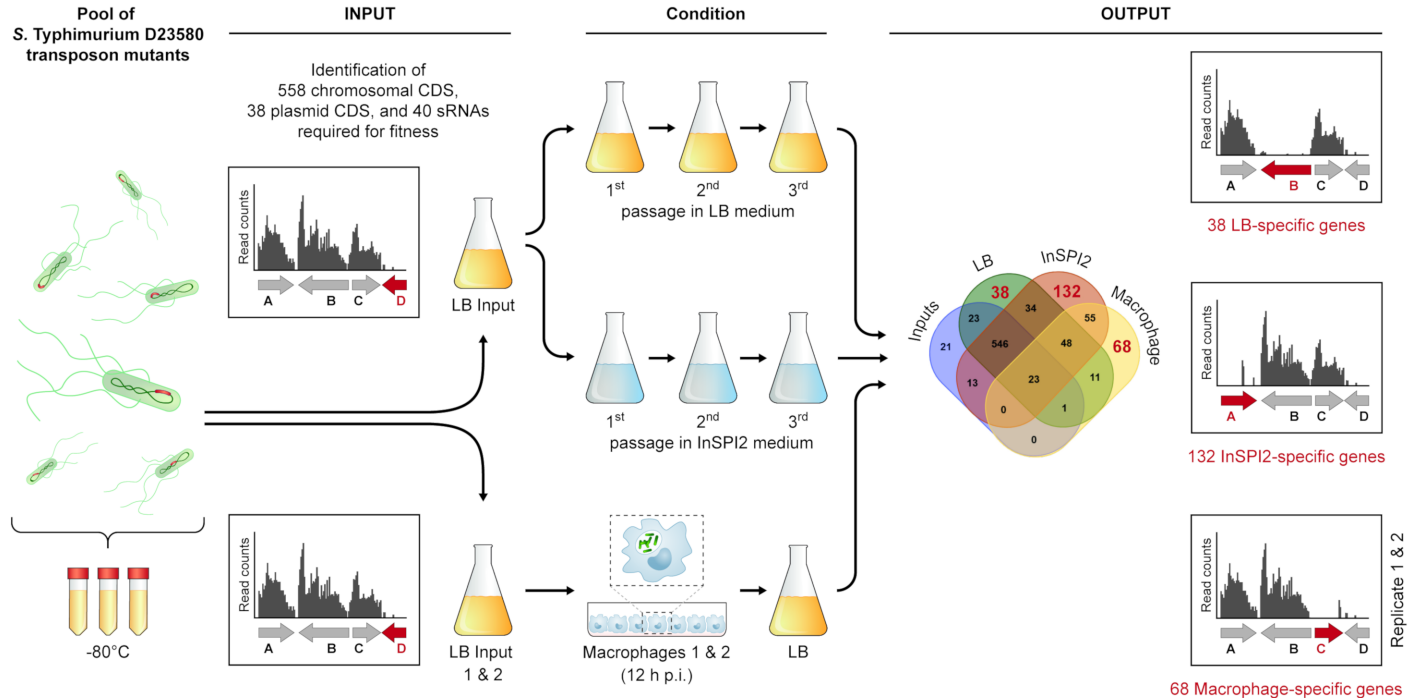 Pool of
S. Typhimurium D23580
transposon mutants
INPUT
Condition
OUTPUT
Identification of
558 chromosomal CDS,
38 plasmid CDS, and 40 sRNAs
required for fitness
Read counts
A B C D
LB Input
1st 2nd 3rd
passage in LB medium
1st 2nd 3rd
passage in InSPI2 medium
-80°C
Read counts
A B C D
LB Input
1 & 2
Macrophages 1 & 2
(12 h p.i.)
LB
Inputs
LB
InSPI2
Macrophage
38 132
23 34 55
21 546 48 68
13 23 11
0 1
0
Read counts
A B C D
38 LB-specific genes
Read counts
A B C D
132 InSPI2-specific genes
Read counts
A B C D
68 Macrophage-specific genes
Replicate 1 & 2